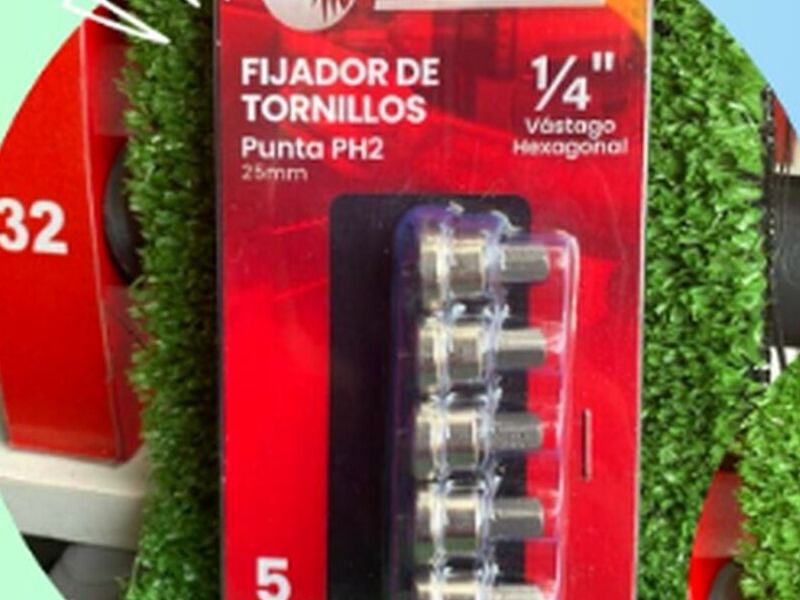 FIJADOR DE
TORNILLOS
Punta PH2
25mm
1/4"
Vástago
Hexagonal
32
5